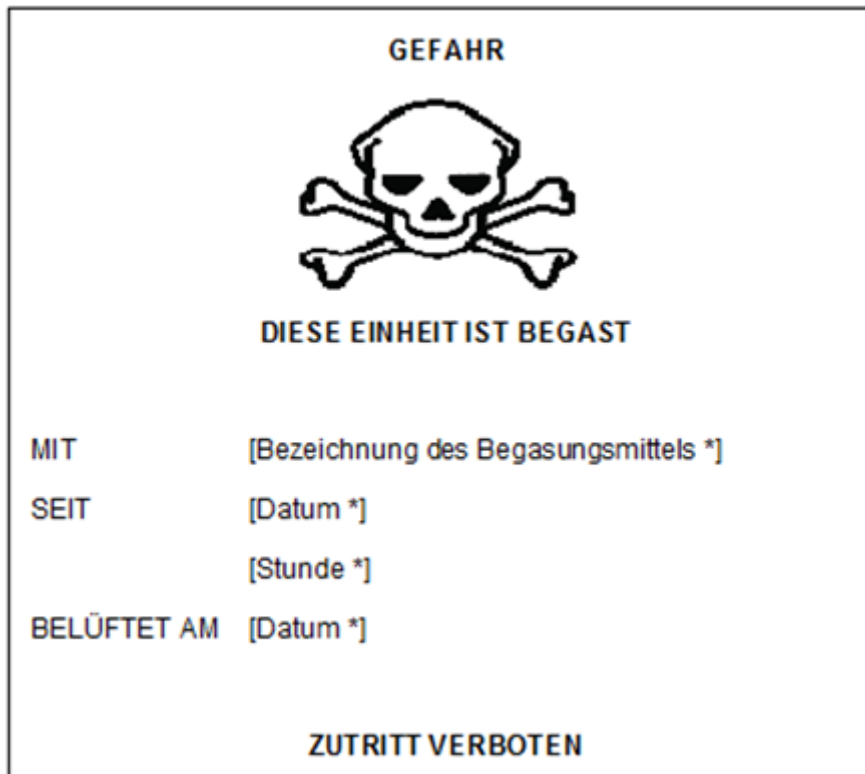 GEFAHR
DIESE EINHEIT IST BEGAST
MIT [Bezeichnung des Begasungsmittels *]
SEIT [Datum *]
[Stunde *]
BELÜFTET AM [Datum *]
ZUTRITT VERBOTEN